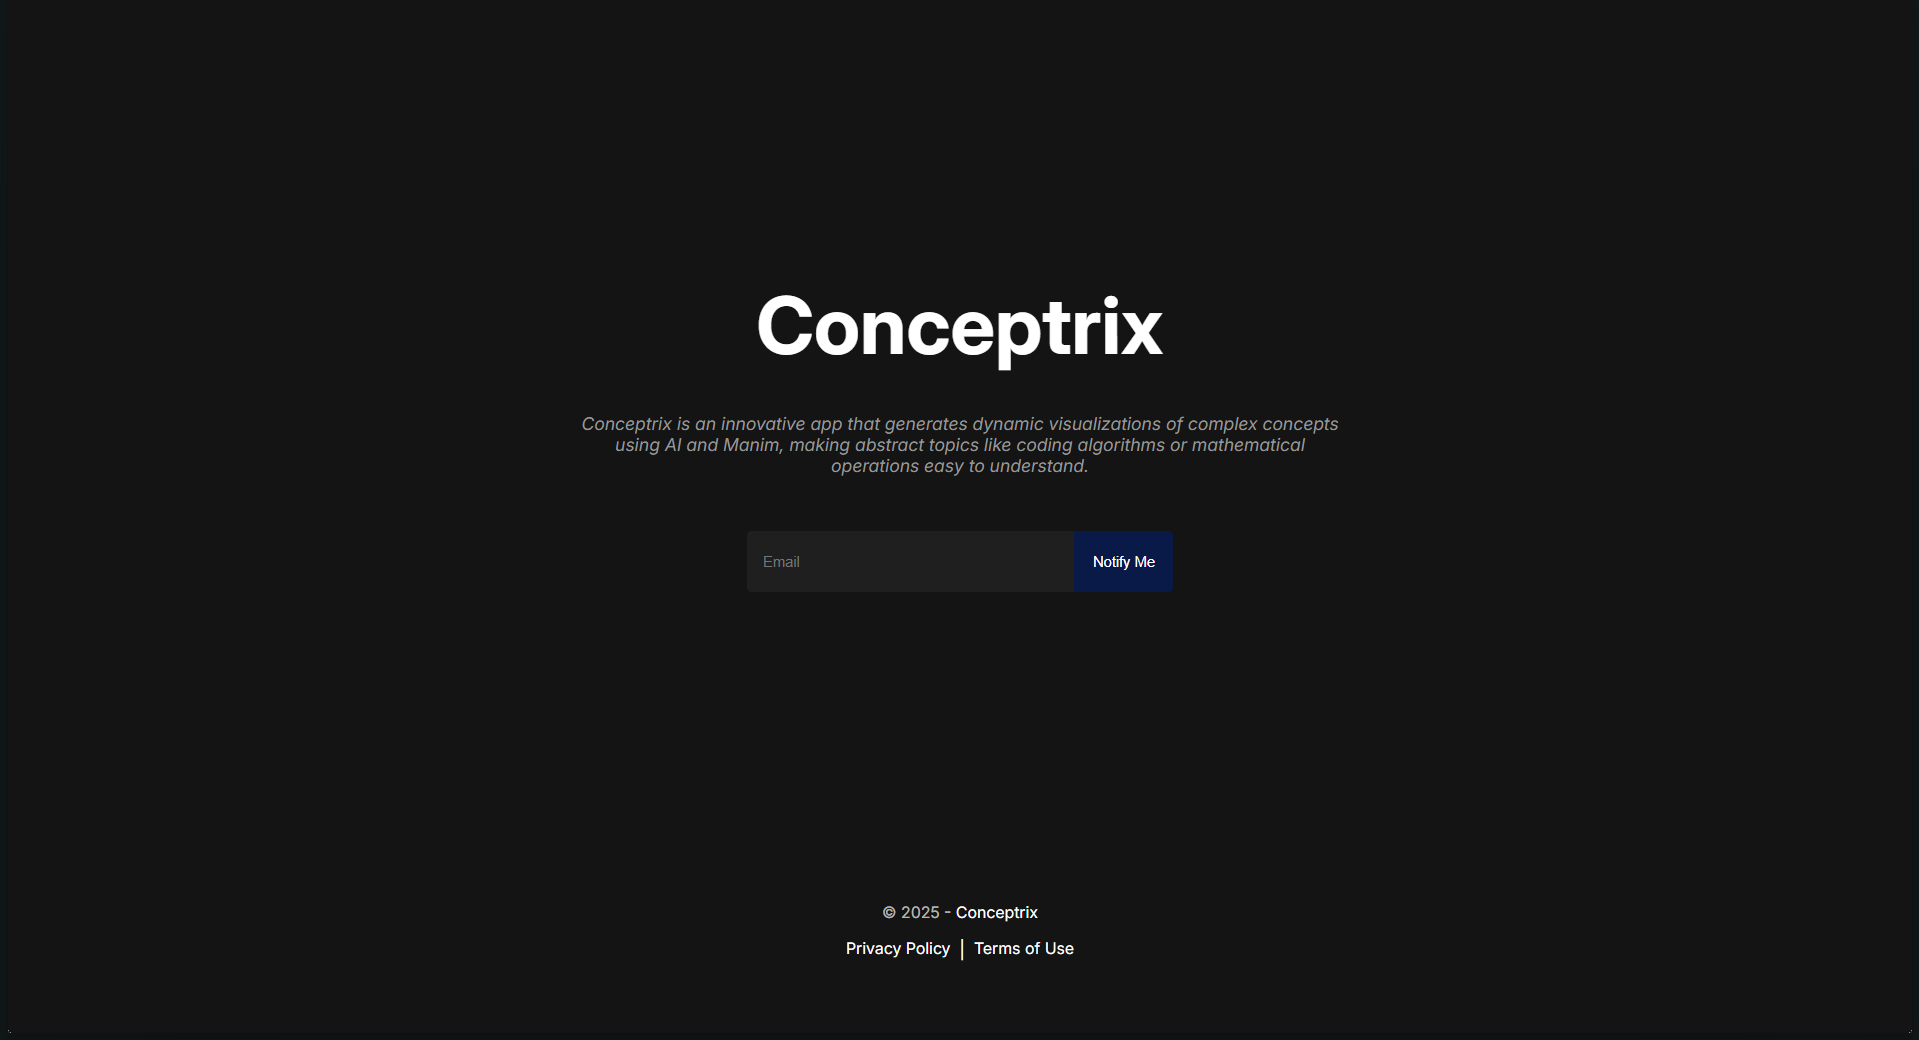 Conceptrix
Conceptrix is an innovative app that generates dynamic visualizations of complex concepts
using AI and Manim, making abstract topics like coding algorithms or mathematical
operations easy to understand.
Email
Notify Me
© 2025 - Conceptrix
Privacy Policy | Terms of Use